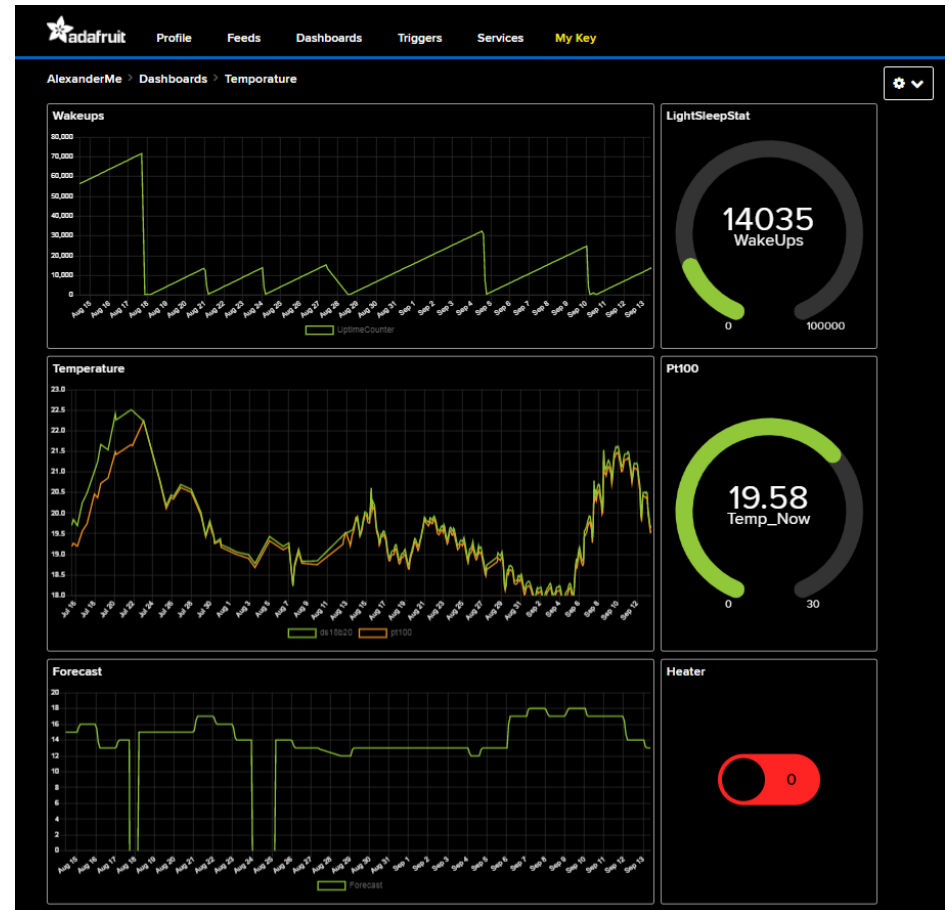 adafruit Profile Feeds Dashboards Triggers Services My Key
AlexanderMe > Dashboards > Temporature
Wakeups
80,000
70,000
60,000
50,000
40,000
30,000
20,000
10,000
0
Aug 15 Aug 16 Aug 17 Aug 18 Aug 19 Aug 20 Aug 21 Aug 22 Aug 23 Aug 24 Aug 25 Aug 26 Aug 27 Aug 28 Aug 29 Aug 30 Aug 31 Sep 1 Sep 2 Sep 3 Sep 4 Sep 5 Sep 6 Sep 7 Sep 8 Sep 9 Sep 10 Sep 11 Sep 12 Sep 13
UptimeCounter
LightSleepStat
14035
WakeUps
0 100000
Temperature
23.0
22.5
22.0
21.5
21.0
20.5
20.0
19.5
19.0
18.5
18.0
Jul 16 Jul 18 Jul 20 Jul 22 Jul 24 Jul 26 Jul 28 Jul 30 Aug 1 Aug 3 Aug 5 Aug 7 Aug 9 Aug 11 Aug 13 Aug 15 Aug 17 Aug 19 Aug 21 Aug 23 Aug 25 Aug 27 Aug 29 Aug 31 Sep 2 Sep 4 Sep 6 Sep 8 Sep 10 Sep 12
ds18b20 pt100
Pt100
19.58
Temp_Now
0 30
Forecast
20
18
16
14
12
10
8
6
4
2
0
Aug 15 Aug 16 Aug 17 Aug 18 Aug 19 Aug 20 Aug 21 Aug 22 Aug 23 Aug 24 Aug 25 Aug 26 Aug 28 Aug 29 Aug 30 Aug 31 Sep 1 Sep 2 Sep 3 Sep 4 Sep 5 Sep 6 Sep 7 Sep 8 Sep 9 Sep 10 Sep 11 Sep 12 Sep 13
Forecast
Heater
0